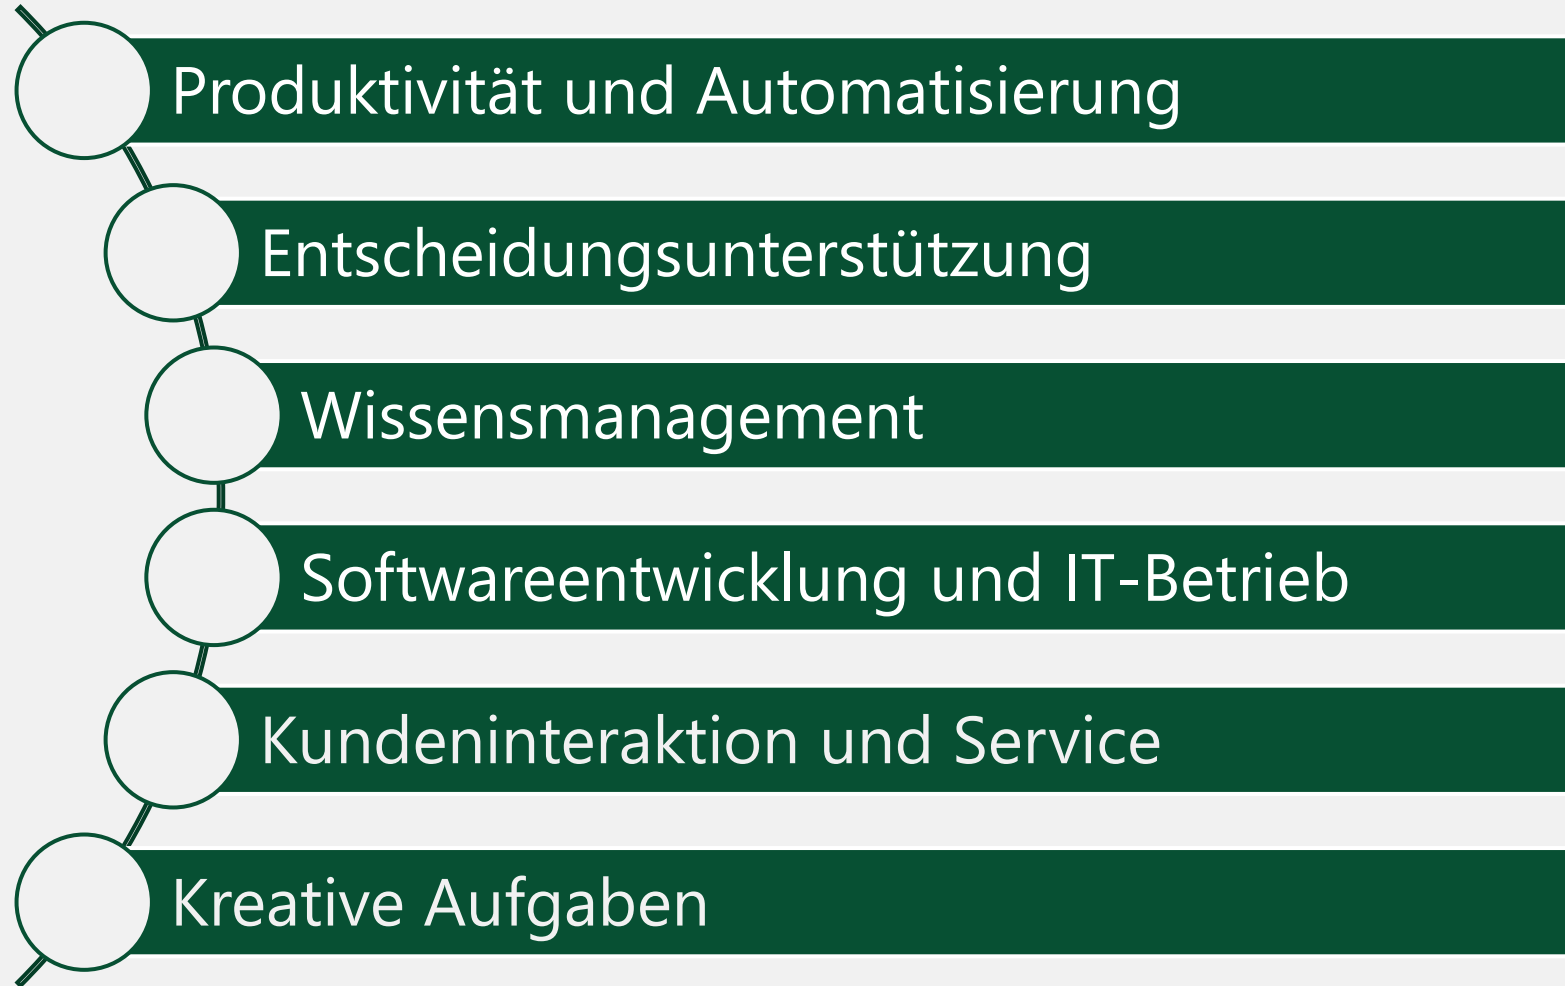 Produktivität und Automatisierung
Entscheidungsunterstützung
Wissensmanagement
Softwareentwicklung und IT-Betrieb
Kundeninteraktion und Service
Kreative Aufgaben